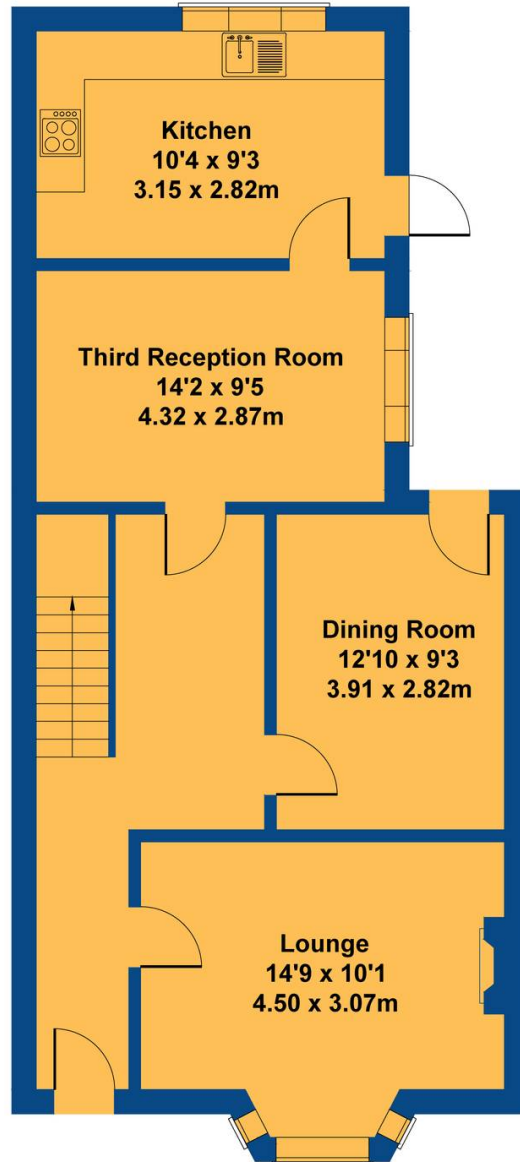 Kitchen
10'4 x 9'3
3.15 x 2.82m
Third Reception Room
14'2 x 9'5
4.32 x 2.87m
Dining Room
12'10 x 9'3
3.91 x 2.82m
Lounge
14'9 x 10'1
4.50 x 3.07m